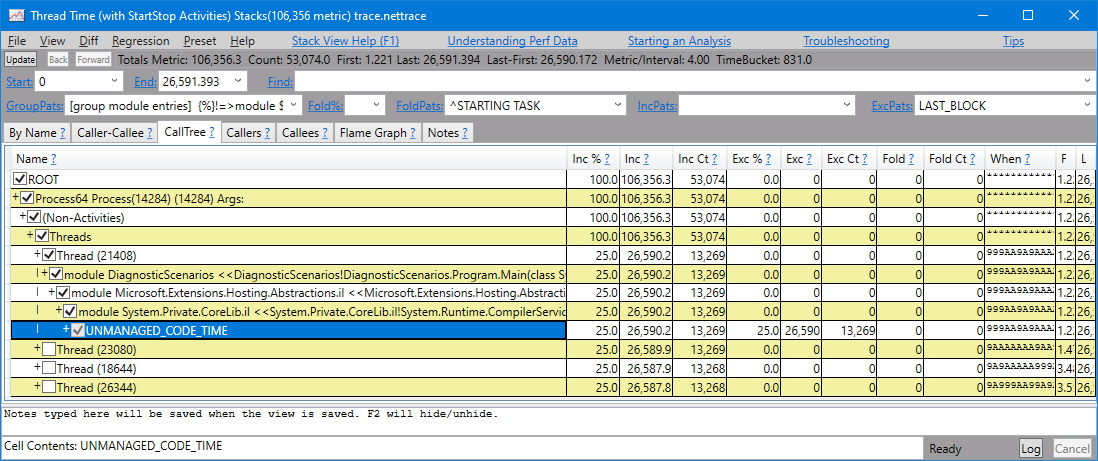 Thread Time (with StartStop Activities) Stacks(106,356 metric) trace.nettrace
File View Diff Regression Preset Help Stack View Help (F1) Understanding Perf Data Starting an Analysis Troubleshooting Tips
Update Back Forward Totals Metric: 106,356.3 Count: 53,074.0 First: 1.221 Last: 26,591.394 Last-First: 26,590.172 Metric/Interval: 4.00 TimeBucket: 831.0
Start: 0 End: 26,591.393 Find:
GroupPats: [group module entries] {%}!=>module $ Fold%: FoldPats: ^STARTING TASK IncPats: ExcPats: LAST_BLOCK
By Name ? Caller-Callee ? CallTree ? Callers ? Callees ? Flame Graph ? Notes ?
Name ? Inc % ? Inc ? Inc Ct ? Exc % ? Exc ? Exc Ct ? Fold ? Fold Ct ? When ? F L
ROOT 100.0 106,356.3 53,074 0.0 0 0 0 0 ************ 1.2 26,
+ Process64 Process(14284) (14284) Args: 100.0 106,356.3 53,074 0.0 0 0 0 0 ************ 1.2 26,
+ (Non-Activities) 100.0 106,356.3 53,074 0.0 0 0 0 0 ************ 1.2 26,
+ Threads 100.0 106,356.3 53,074 0.0 0 0 0 0 ************ 1.2 26,
+ Thread (21408) 25.0 26,590.2 13,269 0.0 0 0 0 0 999AA9A9AAA 1.2 26,
| + module DiagnosticScenarios <<DiagnosticScenarios!DiagnosticScenarios.Program.Main(class Sy 25.0 26,590.2 13,269 0.0 0 0 0 0 999AA9A9AAA 1.2 26,
| + module Microsoft.Extensions.Hosting.Abstractions.il <<Microsoft.Extensions.Hosting.Abstracti 25.0 26,590.2 13,269 0.0 0 0 0 0 999AA9A9AAA 1.2 26,
| + module System.Private.CoreLib.il <<System.Private.CoreLib.il!System.Runtime.CompilerServic 25.0 26,590.2 13,269 0.0 0 0 0 0 999AA9A9AAA 1.2 26,
| + UNMANAGED_CODE_TIME 25.0 26,590.2 13,269 25.0 26,590 13,269 0 0 999AA9A9AAA 1.2 26,
+ Thread (23080) 25.0 26,589.9 13,269 0.0 0 0 0 0 1.4 26,
+ Thread (18644) 25.0 26,587.9 13,268 0.0 0 0 0 0 9A9AAAAA999 3.4 26,
+ Thread (26344) 25.0 26,587.8 13,268 0.0 0 0 0 0 9A999AAA99A 3.5 26,
Notes typed here will be saved when the view is saved. F2 will hide/unhide.
Cell Contents: UNMANAGED_CODE_TIME Ready Log Cancel